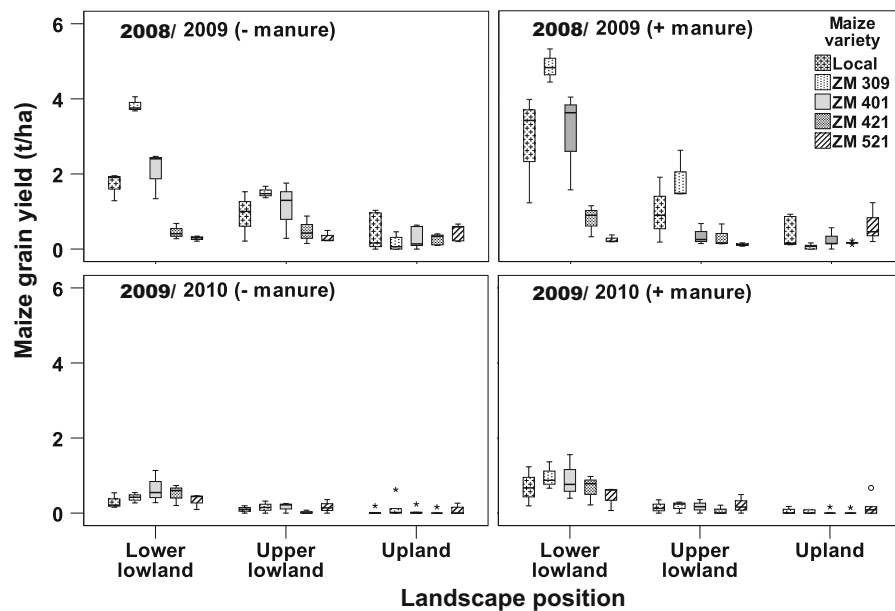 Maize grain yield (t/ha)
6
4
2
0
2008/ 2009 (- manure)
2008/ 2009 (+ manure)
Maize
variety
Local
ZM 309
ZM 401
ZM 421
ZM 521
6
4
2
0
2009/ 2010 (- manure)
2009/ 2010 (+ manure)
Lower
lowland
Upper
lowland
Upland
Lower
lowland
Upper
lowland
Upland
Landscape position